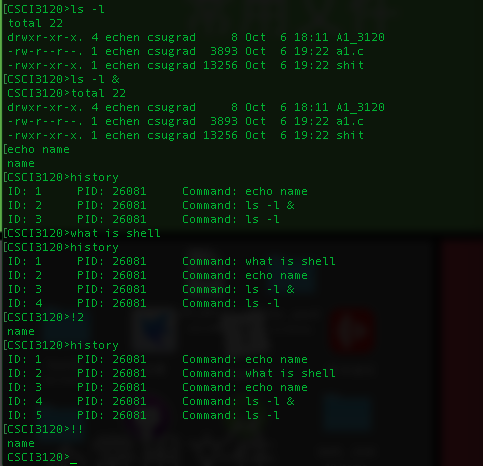 [CSCI3120>ls -l
total 22
drwxr-xr-x. 4 echen csugrad 8 Oct 6 18:11 A1_3120
-rw-r--r--. 1 echen csugrad 3893 Oct 6 19:22 a1.c
-rwxr-xr-x. 1 echen csugrad 13256 Oct 6 19:22 shit
[CSCI3120>ls -l &
CSCI3120>total 22
drwxr-xr-x. 4 echen csugrad 8 Oct 6 18:11 A1_3120
-rw-r--r--. 1 echen csugrad 3893 Oct 6 19:22 a1.c
-rwxr-xr-x. 1 echen csugrad 13256 Oct 6 19:22 shit
[echo name
name
[CSCI3120>history
ID: 1 PID: 26081 Command: echo name
ID: 2 PID: 26081 Command: ls -l &
ID: 3 PID: 26081 Command: ls -l
[CSCI3120>what is shell
[CSCI3120>history
ID: 1 PID: 26081 Command: what is shell
ID: 2 PID: 26081 Command: echo name
ID: 3 PID: 26081 Command: ls -l &
ID: 4 PID: 26081 Command: ls -l
[CSCI3120>!2
name
[CSCI3120>history
ID: 1 PID: 26081 Command: echo name
ID: 2 PID: 26081 Command: what is shell
ID: 3 PID: 26081 Command: echo name
ID: 4 PID: 26081 Command: ls -l &
ID: 5 PID: 26081 Command: ls -l
[CSCI3120>!!
name
CSCI3120>_